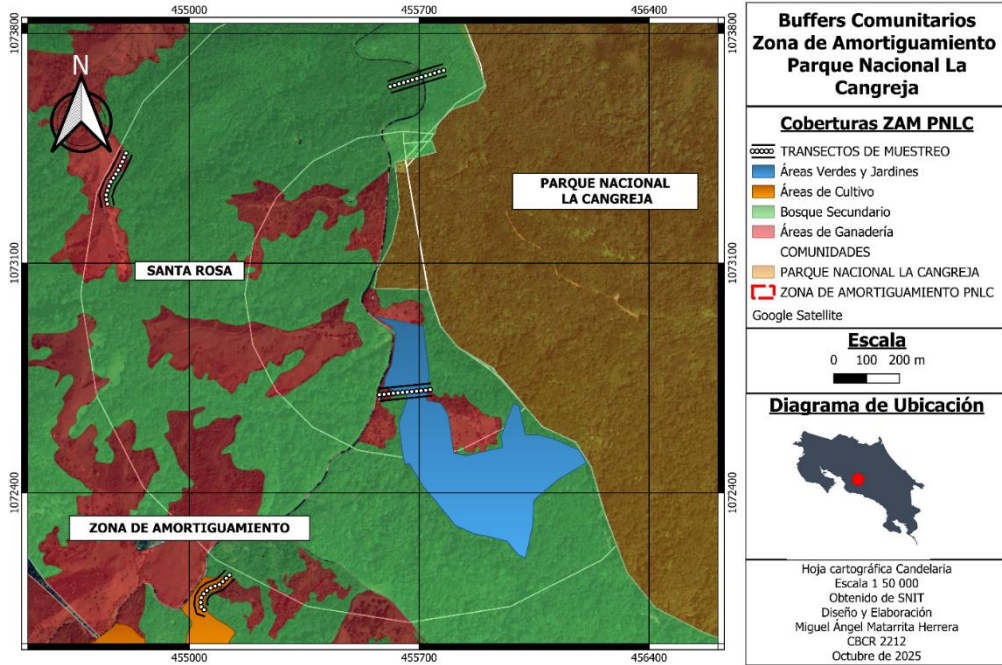 455000
455700
456400
1073800
1073800
N
PARQUE NACIONAL
LA CANGREJA
1073100
1073100
SANTA ROSA
1072400
1072400
ZONA DE AMORTIGUAMIENTO
455000
455700
456400
Buffers Comunitarios
Zona de Amortiguamiento
Parque Nacional La
Cangreja
Coberturas ZAM PNLC
TRANSECTOS DE MUESTREO
Áreas Verdes y Jardines
Áreas de Cultivo
Bosque Secundario
Áreas de Ganadería
COMUNIDADES
PARQUE NACIONAL LA CANGREJA
ZONA DE AMORTIGUAMIENTO PNLC
Google Satellite
Escala
0 100 200 m
Diagrama de Ubicación
Hoja cartográfica Candelaria
Escala 1 50 000
Obtenido de SNIT
Diseño y Elaboración
Miguel Ángel Matarrita Herrera
CBCR 2212
Octubre de 2025